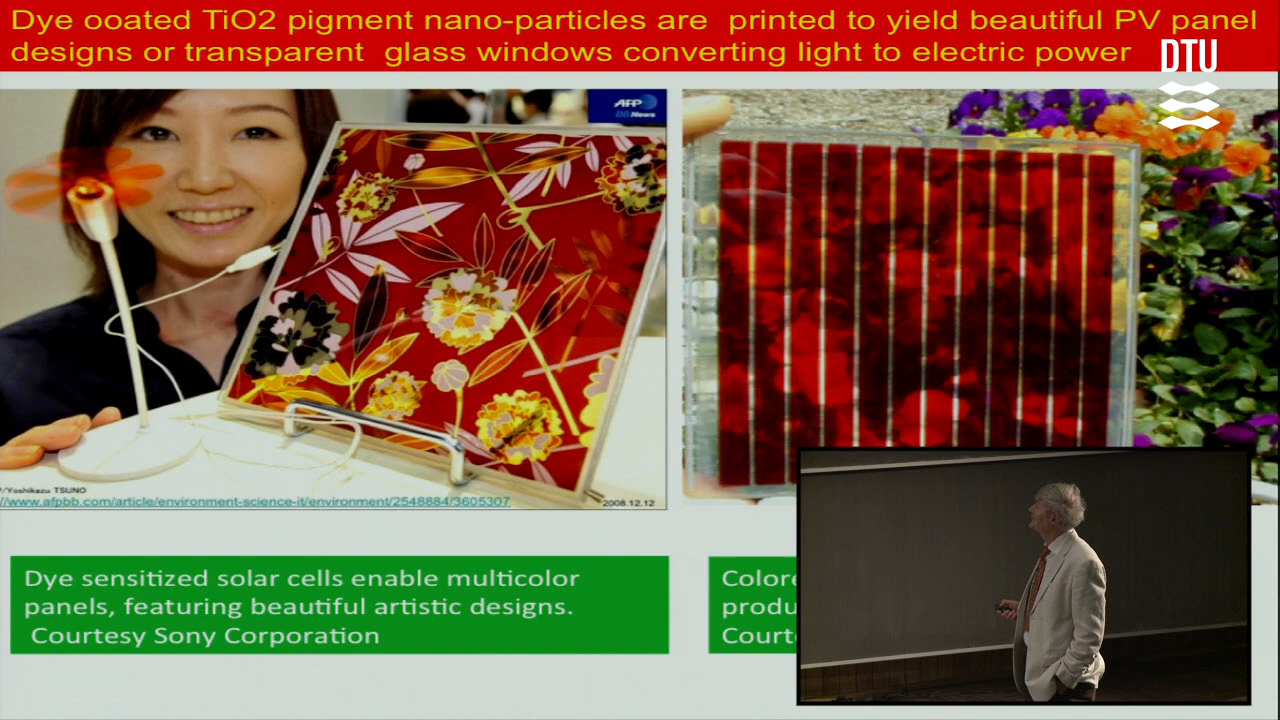 Dye ooated TiO2 pigment nano-particles are printed to yield beautiful PV panel
designs or transparent glass windows converting light to electric power
DTU
AFP
BB News
/Yoshikazu TSUNO
//www.afpbb.com/article/environment-science-it/environment/2548884/3605307
2008.12.12
Dye sensitized solar cells enable multicolor
panels, featuring beautiful artistic designs.
Courtesy Sony Corporation
Colore
produ
Court